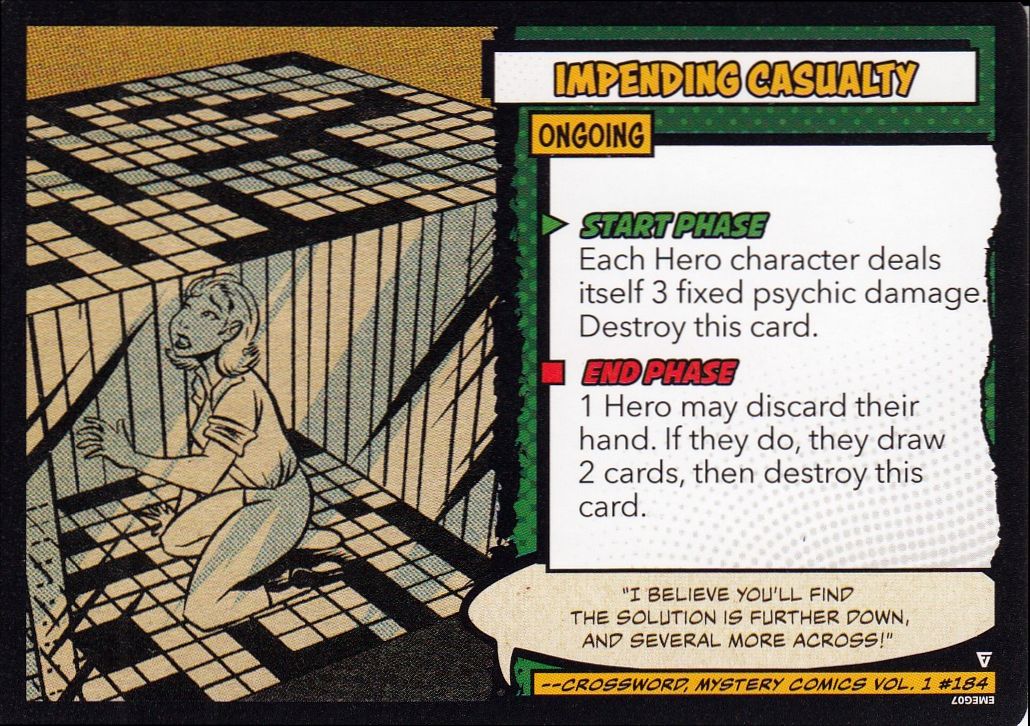 IMPENDING CASUALTY
ONGOING
START PHASE
Each Hero character deals
itself 3 fixed psychic damage.
Destroy this card.
END PHASE
1 Hero may discard their
hand. If they do, they draw
2 cards, then destroy this
card.
"I BELIEVE YOU'LL FIND
THE SOLUTION IS FURTHER DOWN,
AND SEVERAL MORE ACROSS!"
--CROSSWORD, MYSTERY COMICS VOL. 1 #184
EMEG07